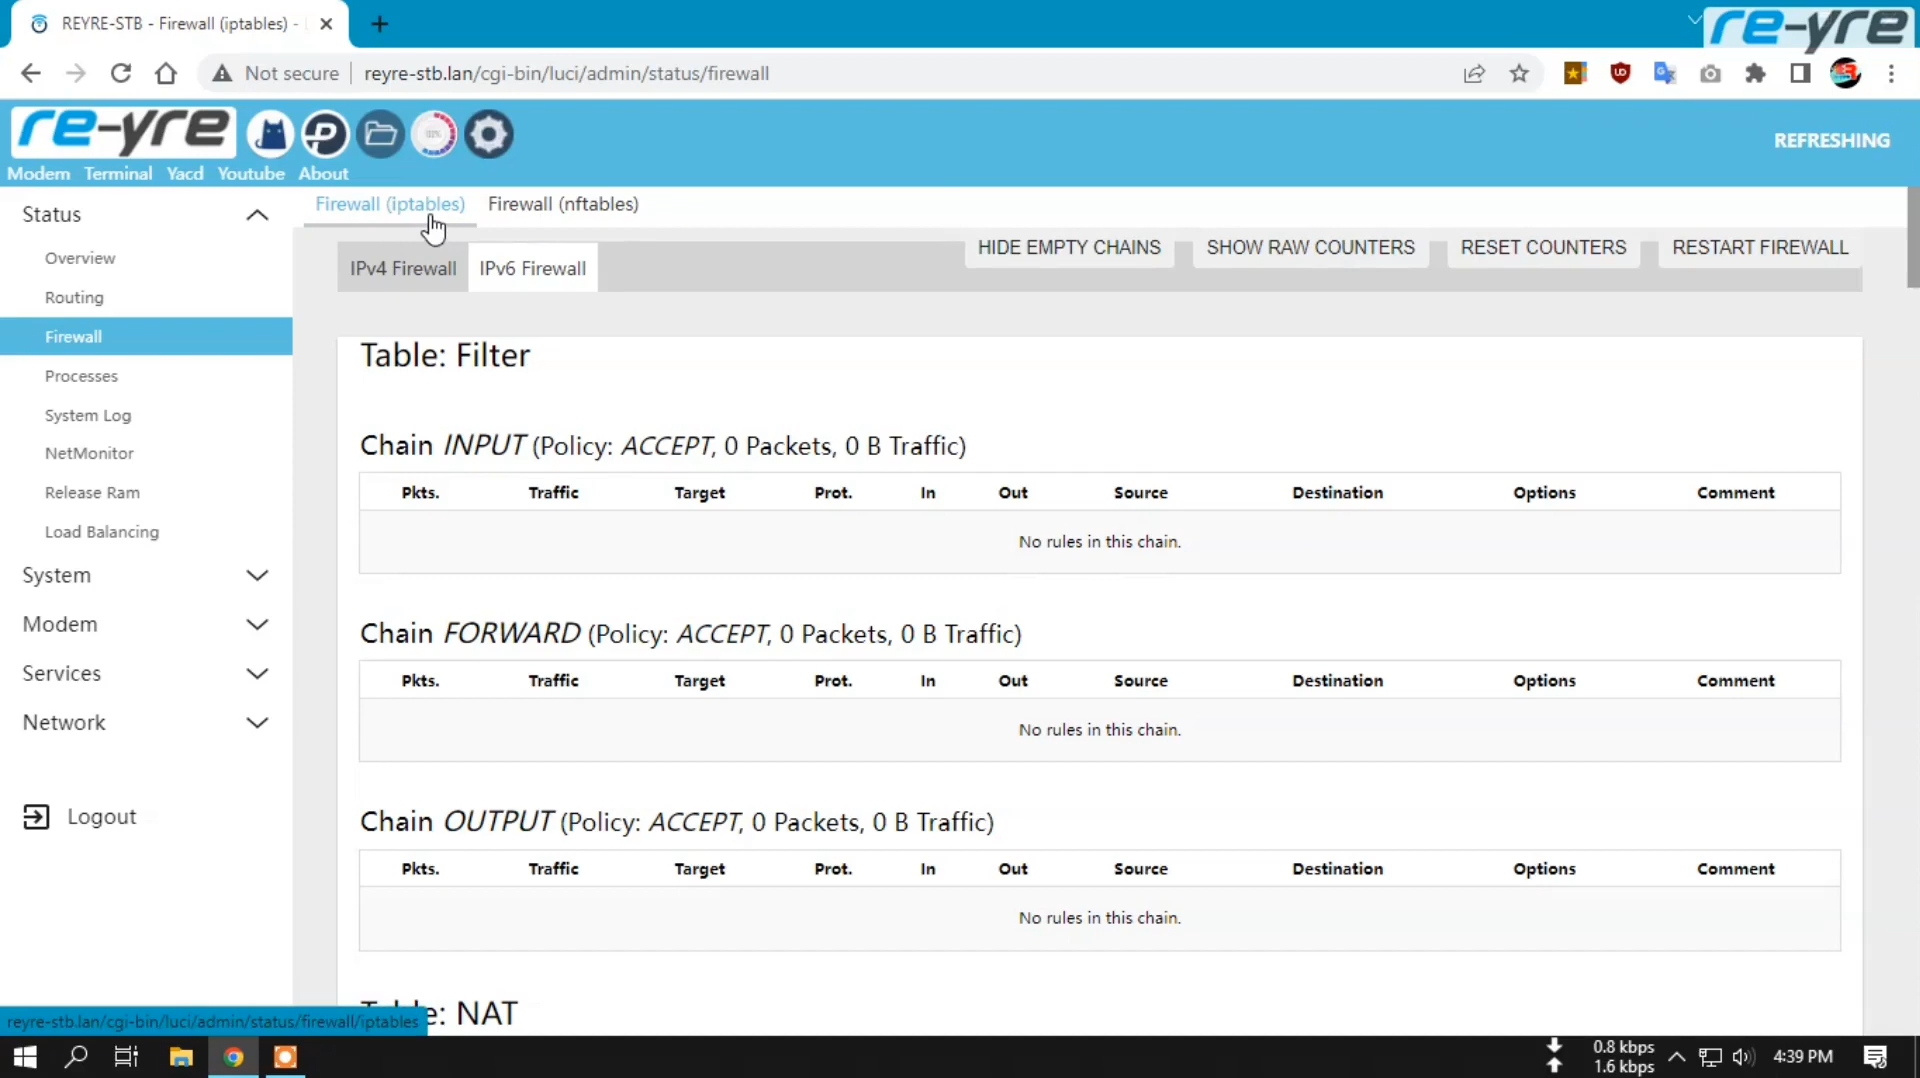 REYRE-STB - Firewall (iptables) -
re-yre
Not secure
reyre-stb.lan/cgi-bin/luci/admin/status/firewall
re-yre
REFRESHING
Modem Terminal Yacd Youtube About
Status
Overview
Routing
Firewall
Processes
System Log
NetMonitor
Release Ram
Load Balancing
System
Modem
Services
Network
Logout
Firewall (iptables) Firewall (nftables)
IPv4 Firewall IPv6 Firewall
HIDE EMPTY CHAINS SHOW RAW COUNTERS RESET COUNTERS RESTART FIREWALL
Table: Filter
Chain INPUT (Policy: ACCEPT, 0 Packets, 0 B Traffic)
Pkts. Traffic Target Prot. In Out Source Destination Options Comment
No rules in this chain.
Chain FORWARD (Policy: ACCEPT, 0 Packets, 0 B Traffic)
Pkts. Traffic Target Prot. In Out Source Destination Options Comment
No rules in this chain.
Chain OUTPUT (Policy: ACCEPT, 0 Packets, 0 B Traffic)
Pkts. Traffic Target Prot. In Out Source Destination Options Comment
No rules in this chain.
e: NAT
reyre-stb.lan/cgi-bin/luci/admin/status/firewall/iptables
0.8 kbps
1.6 kbps
4:39 PM